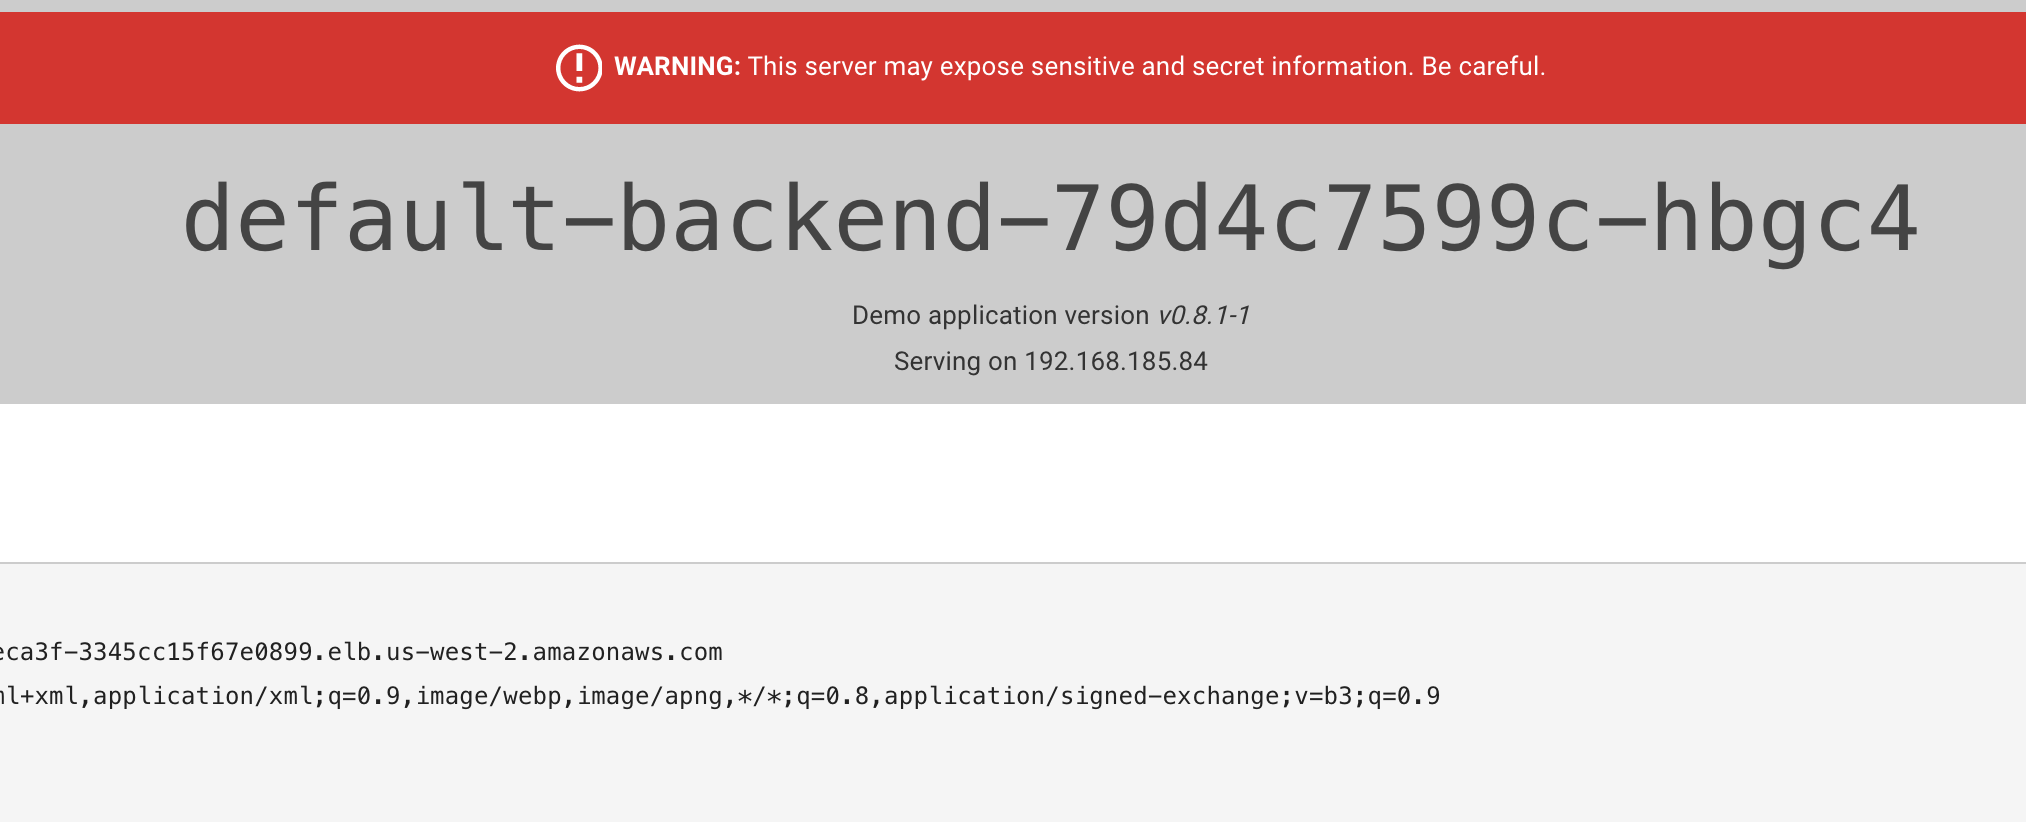 WARNING: This server may expose sensitive and secret information. Be careful.
default-backend-79d4c7599c-hbgc4
Demo application version v0.8.1-1
Serving on 192.168.185.84
eca3f-3345cc15f67e0899.elb.us-west-2.amazonaws.com
ml+xml,application/xml;q=0.9,image/webp,image/apng,*/*;q=0.8,application/signed-exchange;v=b3;q=0.9